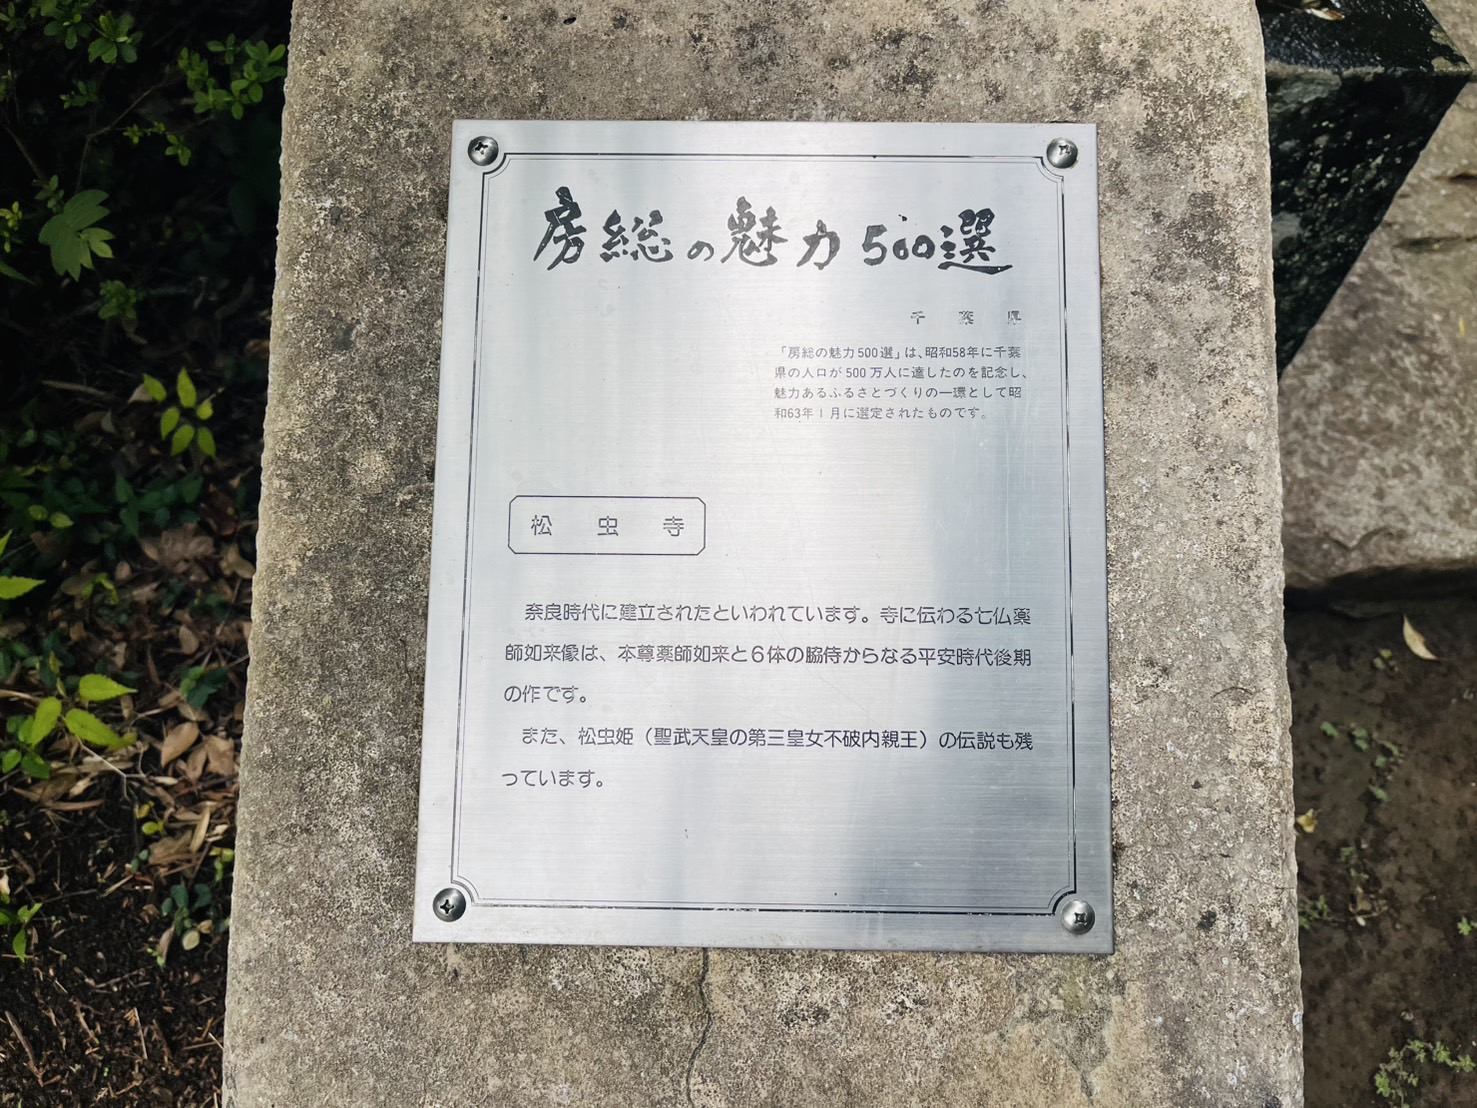 房総の魅力500選
千葉県
「房総の魅力500選」は、昭和58年に千葉
県の人口が500万人に達したのを記念し、
魅力あるふるさとづくりの一環として昭
和63年1月に選定されたものです。
松虫寺
奈良時代に建立されたといわれています。寺に伝わる七仏薬
師如来像は、本尊薬師如来と6体の脇侍からなる平安時代後期
の作です。
また、松虫姫(聖武天皇の第三皇女不破内親王)の伝説も残
っています。